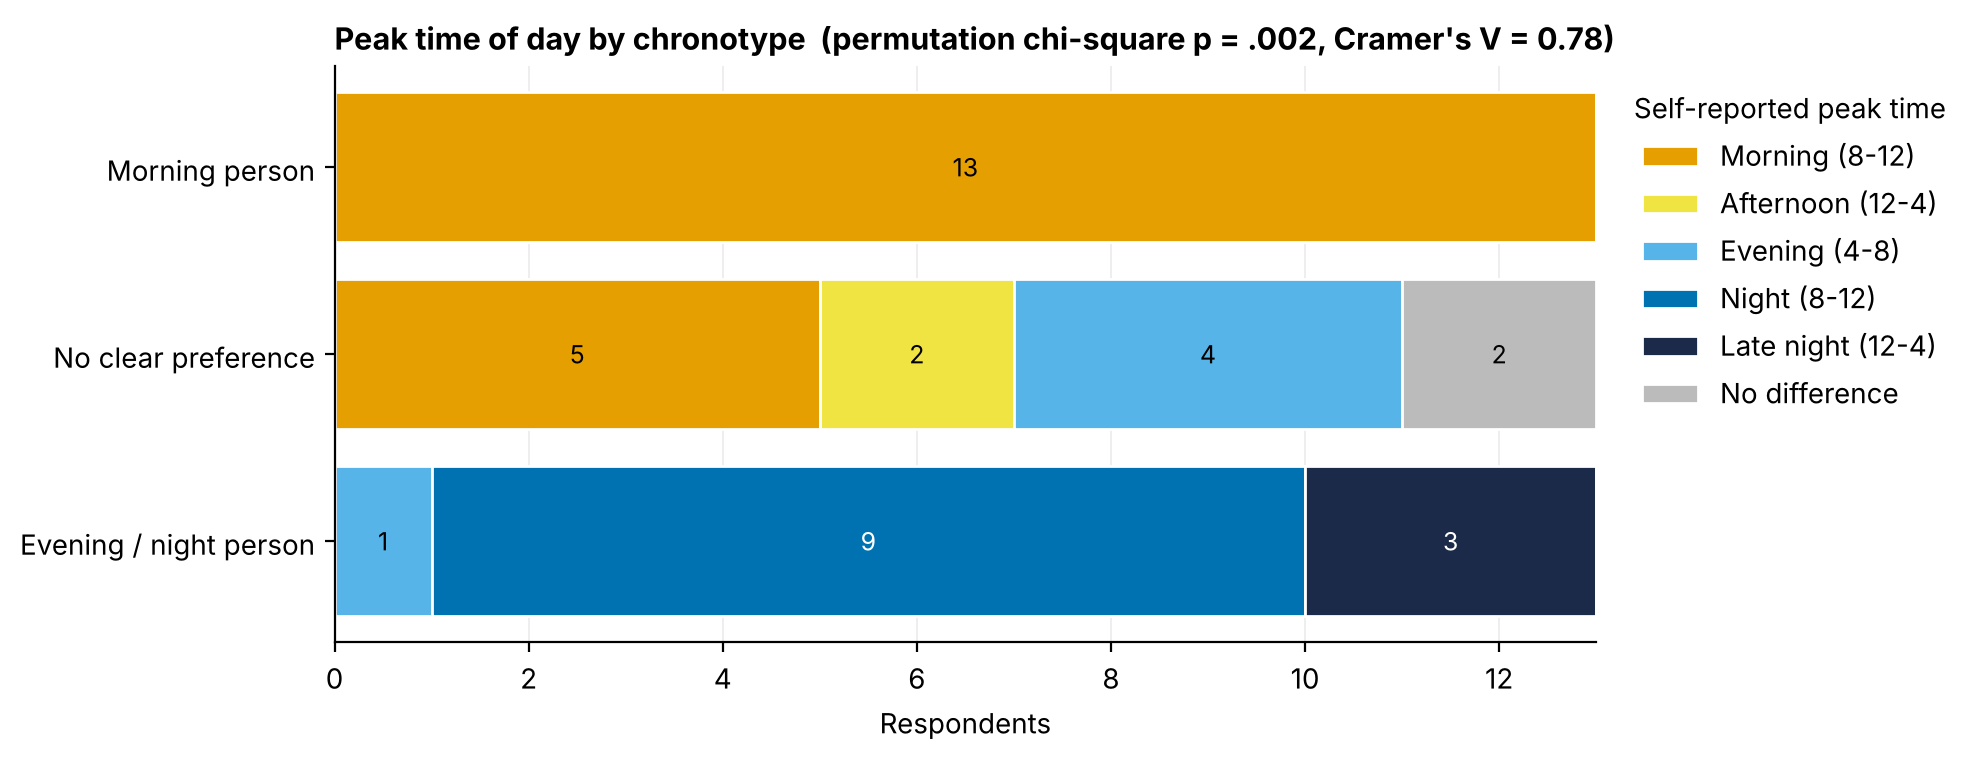 Peak time of day by chronotype (permutation chi-square p = .002, Cramer's V = 0.78)
Self-reported peak time
Morning (8-12)
Afternoon (12-4)
Evening (4-8)
Night (8-12)
Late night (12-4)
No difference
Morning person
13
No clear preference
5 2 4 2
Evening / night person
1 9 3
0 2 4 6 8 10 12
Respondents